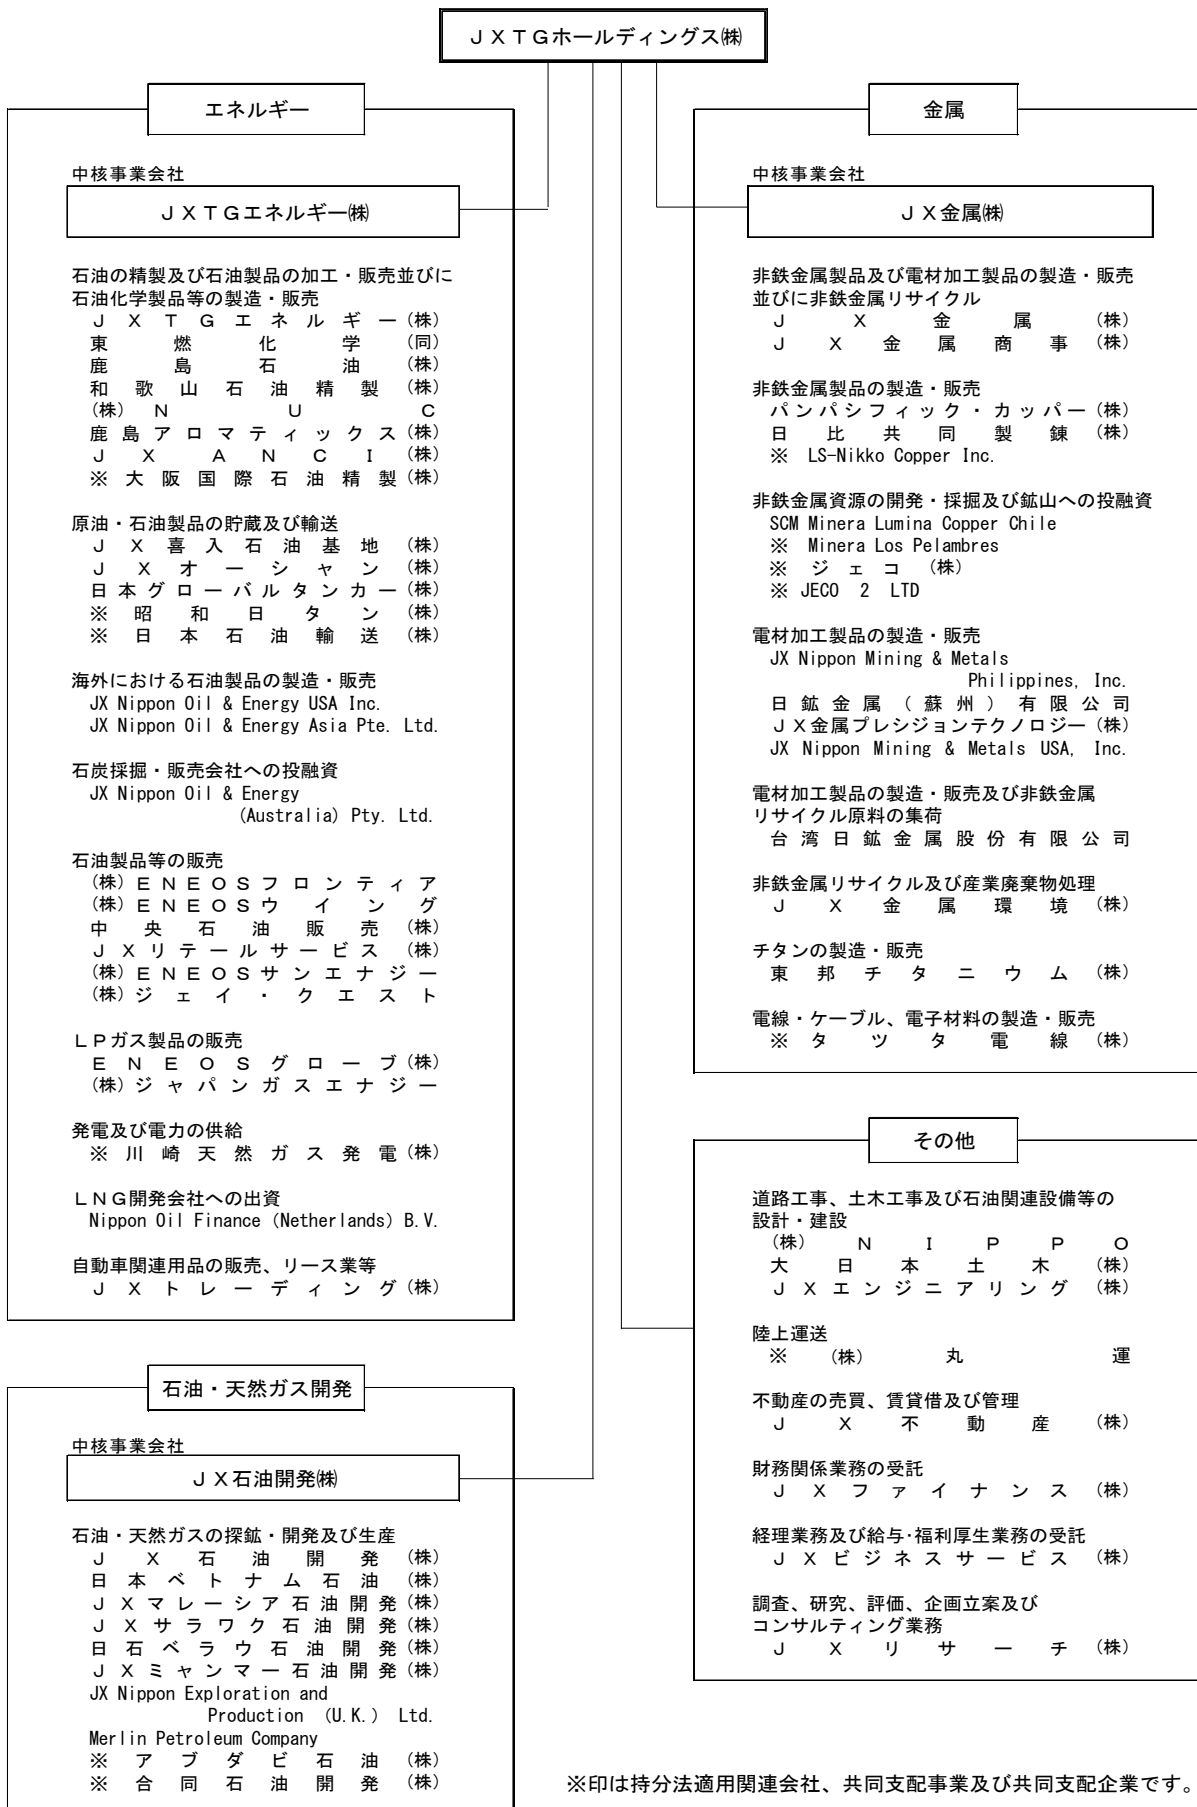 ＪＸＴＧホールディングス㈱
エネルギー
中核事業会社
ＪＸＴＧエネルギー㈱
石油の精製及び石油製品の加工・販売並びに
石油化学製品等の製造・販売
ＪＸＴＧエネルギー(株)
東燃化学(同)
鹿島石油(株)
和歌山石油精製(株)
(株)ＮＵＣ
鹿島アロマティックス(株)
ＪＸＡＮＣＩ(株)
※大阪国際石油精製(株)
原油・石油製品の貯蔵及び輸送
ＪＸ喜入石油基地(株)
ＪＸオーシャン(株)
日本グローバルタンカー(株)
※昭和日タン(株)
※日本石油輸送(株)
海外における石油製品の製造・販売
JX Nippon Oil & Energy USA Inc.
JX Nippon Oil & Energy Asia Pte. Ltd.
石炭採掘・販売会社への投融資
JX Nippon Oil & Energy
(Australia) Pty. Ltd.
石油製品等の販売
(株)ＥＮＥＯＳフロンティア
(株)ＥＮＥＯＳウイング
中央石油販売(株)
ＪＸリテールサービス(株)
(株)ＥＮＥＯＳサンエナジー
(株)ジェイ・クエスト
ＬＰガス製品の販売
ＥＮＥＯＳグローブ(株)
(株)ジャパンガスエナジー
発電及び電力の供給
※川崎天然ガス発電(株)
ＬＮＧ開発会社への出資
Nippon Oil Finance (Netherlands) B.V.
自動車関連用品の販売、リース業等
ＪＸトレーディング(株)
石油・天然ガス開発
中核事業会社
ＪＸ石油開発㈱
石油・天然ガスの探鉱・開発及び生産
ＪＸ石油開発(株)
日本ベトナム石油(株)
ＪＸマレーシア石油開発(株)
ＪＸサラワク石油開発(株)
日石ベラウ石油開発(株)
ＪＸミャンマー石油開発(株)
JX Nippon Exploration and
Production (U.K.) Ltd.
Merlin Petroleum Company
※アブダビ石油(株)
※合同石油開発(株)
金属
中核事業会社
ＪＸ金属㈱
非鉄金属製品及び電材加工製品の製造・販売
並びに非鉄金属リサイクル
ＪＸ金属(株)
ＪＸ金属商事(株)
非鉄金属製品の製造・販売
パンパシフィック・カッパー(株)
日比共同製錬(株)
※ LS-Nikko Copper Inc.
非鉄金属資源の開発・採掘及び鉱山への投融資
SCM Minera Lumina Copper Chile
※ Minera Los Pelambres
※ジェコ(株)
※ JECO 2 LTD
電材加工製品の製造・販売
JX Nippon Mining & Metals
Philippines, Inc.
日鉱金属（蘇州）有限公司
ＪＸ金属プレシジョンテクノロジー(株)
JX Nippon Mining & Metals USA, Inc.
電材加工製品の製造・販売及び非鉄金属
リサイクル原料の集荷
台湾日鉱金属股份有限公司
非鉄金属リサイクル及び産業廃棄物処理
ＪＸ金属環境(株)
チタンの製造・販売
東邦チタニウム(株)
電線・ケーブル、電子材料の製造・販売
※タツタ電線(株)
その他
道路工事、土木工事及び石油関連設備等の
設計・建設
(株)ＮＩＰＰＯ
大日本土木(株)
ＪＸエンジニアリング(株)
陸上運送
※(株)丸運
不動産の売買、賃貸借及び管理
ＪＸ不動産(株)
財務関係業務の受託
ＪＸファイナンス(株)
経理業務及び給与・福利厚生業務の受託
ＪＸビジネスサービス(株)
調査、研究、評価、企画立案及び
コンサルティング業務
ＪＸリサーチ(株)
※印は持分法適用関連会社、共同支配事業及び共同支配企業です。